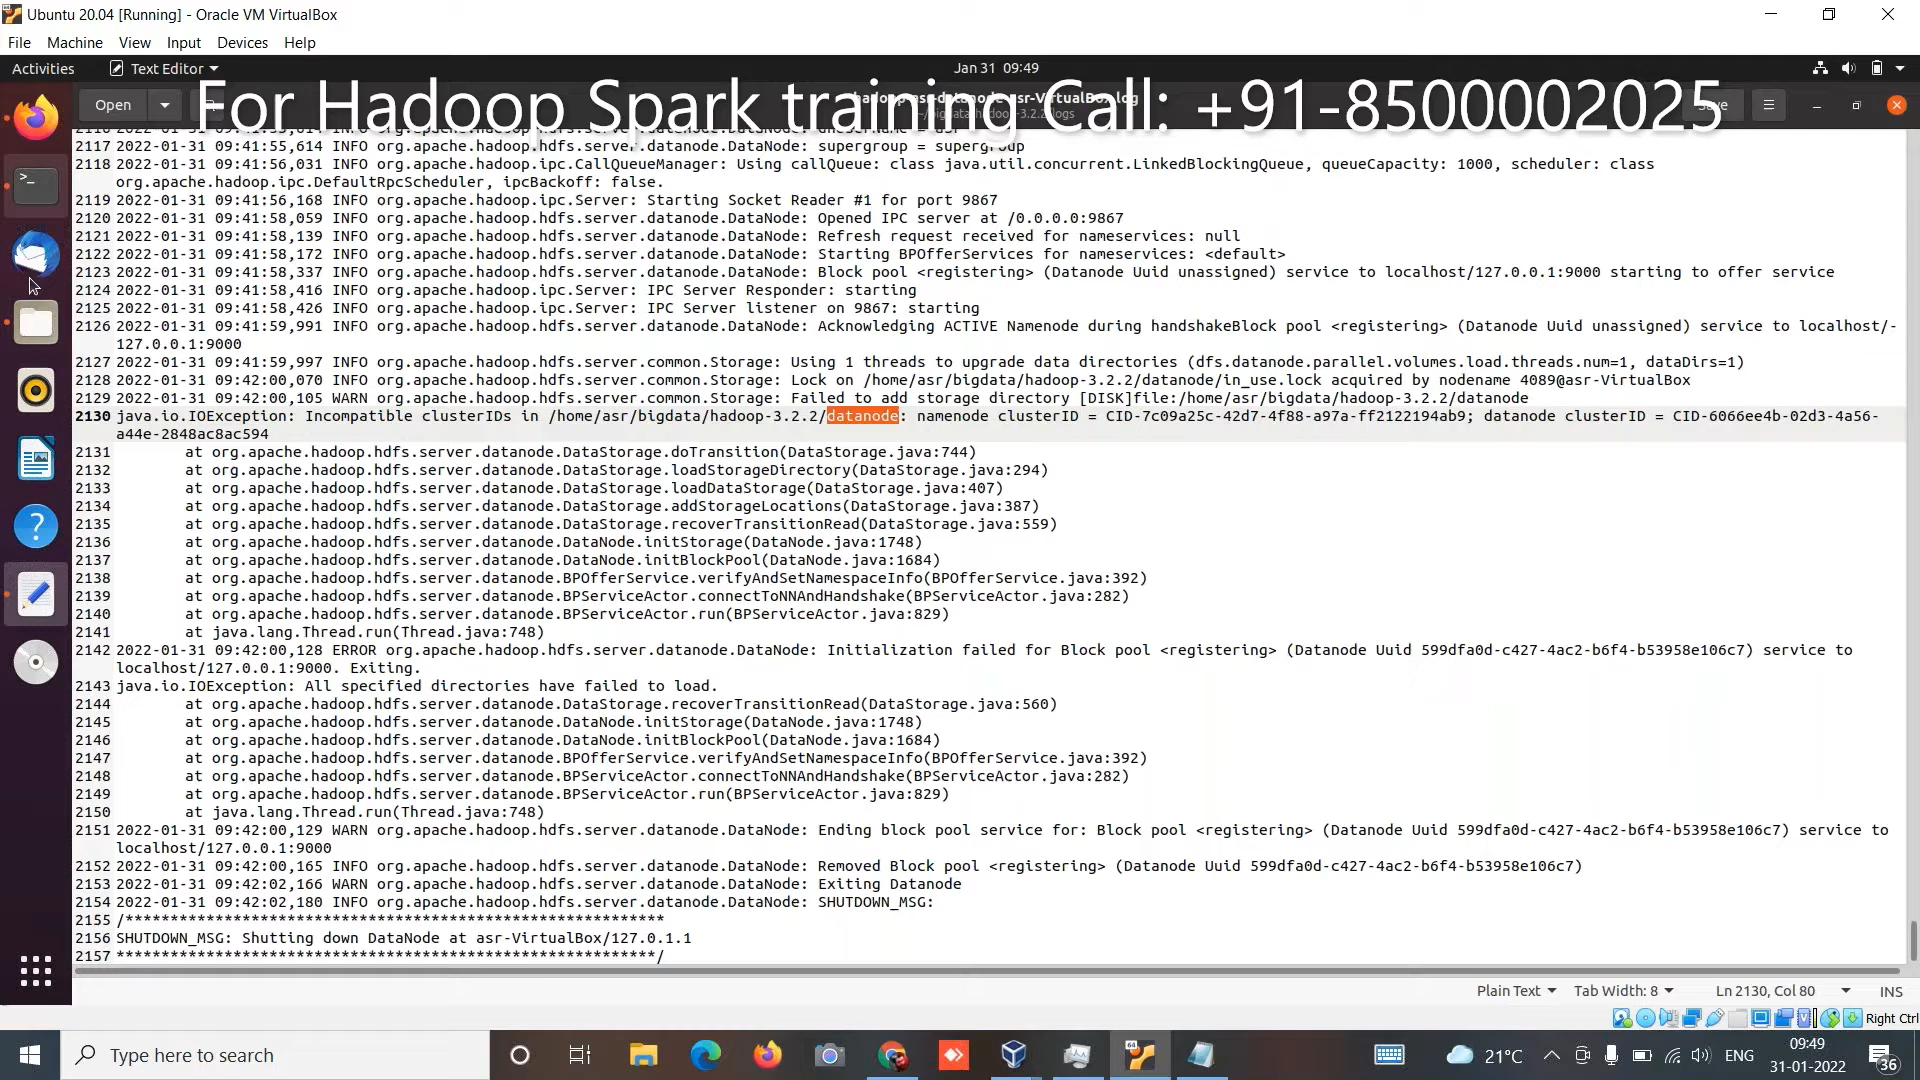 Ubuntu 20.04 [Running] - Oracle VM VirtualBox
File Machine View Input Devices Help
Activities Text Editor Jan 31 09:49
For Hadoop Spark training Call: +91-8500002025
Open
2117 2022-01-31 09:41:55,614 INFO org.apache.hadoop.hdfs.server.datanode.DataNode: supergroup = supergroup
2118 2022-01-31 09:41:56,031 INFO org.apache.hadoop.ipc.CallQueueManager: Using callQueue: class java.util.concurrent.LinkedBlockingQueue, queueCapacity: 1000, scheduler: class
org.apache.hadoop.ipc.DefaultRpcScheduler, ipcBackoff: false.
2119 2022-01-31 09:41:56,168 INFO org.apache.hadoop.ipc.Server: Starting Socket Reader #1 for port 9867
2120 2022-01-31 09:41:58,059 INFO org.apache.hadoop.hdfs.server.datanode.DataNode: Opened IPC server at /0.0.0.0:9867
2121 2022-01-31 09:41:58,139 INFO org.apache.hadoop.hdfs.server.datanode.DataNode: Refresh request received for nameservices: null
2122 2022-01-31 09:41:58,172 INFO org.apache.hadoop.hdfs.server.datanode.DataNode: Starting BPOfferServices for nameservices: <default>
2123 2022-01-31 09:41:58,337 INFO org.apache.hadoop.hdfs.server.datanode.DataNode: Block pool <registering> (Datanode Uuid unassigned) service to localhost/127.0.0.1:9000 starting to offer service
2124 2022-01-31 09:41:58,416 INFO org.apache.hadoop.ipc.Server: IPC Server Responder: starting
2125 2022-01-31 09:41:58,426 INFO org.apache.hadoop.ipc.Server: IPC Server listener on 9867: starting
2126 2022-01-31 09:41:59,991 INFO org.apache.hadoop.hdfs.server.datanode.DataNode: Acknowledging ACTIVE Namenode during handshakeBlock pool <registering> (Datanode Uuid unassigned) service to localhost/-
127.0.0.1:9000
2127 2022-01-31 09:41:59,997 INFO org.apache.hadoop.hdfs.server.common.Storage: Using 1 threads to upgrade data directories (dfs.datanode.parallel.volumes.load.threads.num=1, dataDirs=1)
2128 2022-01-31 09:42:00,070 INFO org.apache.hadoop.hdfs.server.common.Storage: Lock on /home/asr/bigdata/hadoop-3.2.2/datanode/in_use.lock acquired by nodename 4089@asr-VirtualBox
2129 2022-01-31 09:42:00,105 WARN org.apache.hadoop.hdfs.server.common.Storage: Failed to add storage directory [DISK]file:/home/asr/bigdata/hadoop-3.2.2/datanode
2130 java.io.IOException: Incompatible clusterIDs in /home/asr/bigdata/hadoop-3.2.2/datanode: namenode clusterID = CID-7c09a25c-42d7-4f88-a97a-ff2122194ab9; datanode clusterID = CID-6066ee4b-02d3-4a56-
a44e-2848ac8ac594
2131 at org.apache.hadoop.hdfs.server.datanode.DataStorage.doTransition(DataStorage.java:744)
2132 at org.apache.hadoop.hdfs.server.datanode.DataStorage.loadStorageDirectory(DataStorage.java:294)
2133 at org.apache.hadoop.hdfs.server.datanode.DataStorage.loadDataStorage(DataStorage.java:407)
2134 at org.apache.hadoop.hdfs.server.datanode.DataStorage.addStorageLocations(DataStorage.java:387)
2135 at org.apache.hadoop.hdfs.server.datanode.DataStorage.recoverTransitionRead(DataStorage.java:559)
2136 at org.apache.hadoop.hdfs.server.datanode.DataNode.initStorage(DataNode.java:1748)
2137 at org.apache.hadoop.hdfs.server.datanode.DataNode.initBlockPool(DataNode.java:1684)
2138 at org.apache.hadoop.hdfs.server.datanode.BPOfferService.verifyAndSetNamespaceInfo(BPOfferService.java:392)
2139 at org.apache.hadoop.hdfs.server.datanode.BPServiceActor.connectToNNAndHandshake(BPServiceActor.java:282)
2140 at org.apache.hadoop.hdfs.server.datanode.BPServiceActor.run(BPServiceActor.java:829)
2141 at java.lang.Thread.run(Thread.java:748)
2142 2022-01-31 09:42:00,128 ERROR org.apache.hadoop.hdfs.server.datanode.DataNode: Initialization failed for Block pool <registering> (Datanode Uuid 599dfa0d-c427-4ac2-b6f4-b53958e106c7) service to
localhost/127.0.0.1:9000. Exiting.
2143 java.io.IOException: All specified directories have failed to load.
2144 at org.apache.hadoop.hdfs.server.datanode.DataStorage.recoverTransitionRead(DataStorage.java:560)
2145 at org.apache.hadoop.hdfs.server.datanode.DataNode.initStorage(DataNode.java:1748)
2146 at org.apache.hadoop.hdfs.server.datanode.DataNode.initBlockPool(DataNode.java:1684)
2147 at org.apache.hadoop.hdfs.server.datanode.BPOfferService.verifyAndSetNamespaceInfo(BPOfferService.java:392)
2148 at org.apache.hadoop.hdfs.server.datanode.BPServiceActor.connectToNNAndHandshake(BPServiceActor.java:282)
2149 at org.apache.hadoop.hdfs.server.datanode.BPServiceActor.run(BPServiceActor.java:829)
2150 at java.lang.Thread.run(Thread.java:748)
2151 2022-01-31 09:42:00,129 WARN org.apache.hadoop.hdfs.server.datanode.DataNode: Ending block pool service for: Block pool <registering> (Datanode Uuid 599dfa0d-c427-4ac2-b6f4-b53958e106c7) service to
localhost/127.0.0.1:9000
2152 2022-01-31 09:42:00,165 INFO org.apache.hadoop.hdfs.server.datanode.DataNode: Removed Block pool <registering> (Datanode Uuid 599dfa0d-c427-4ac2-b6f4-b53958e106c7)
2153 2022-01-31 09:42:02,166 WARN org.apache.hadoop.hdfs.server.datanode.DataNode: Exiting Datanode
2154 2022-01-31 09:42:02,180 INFO org.apache.hadoop.hdfs.server.datanode.DataNode: SHUTDOWN_MSG:
2155 /************************************************************
2156 SHUTDOWN_MSG: Shutting down DataNode at asr-VirtualBox/127.0.1.1
2157 ************************************************************/
Plain Text Tab Width: 8 Ln 2130, Col 80 INS
Right Ctrl
Type here to search
21°C ENG 09:49
31-01-2022
36